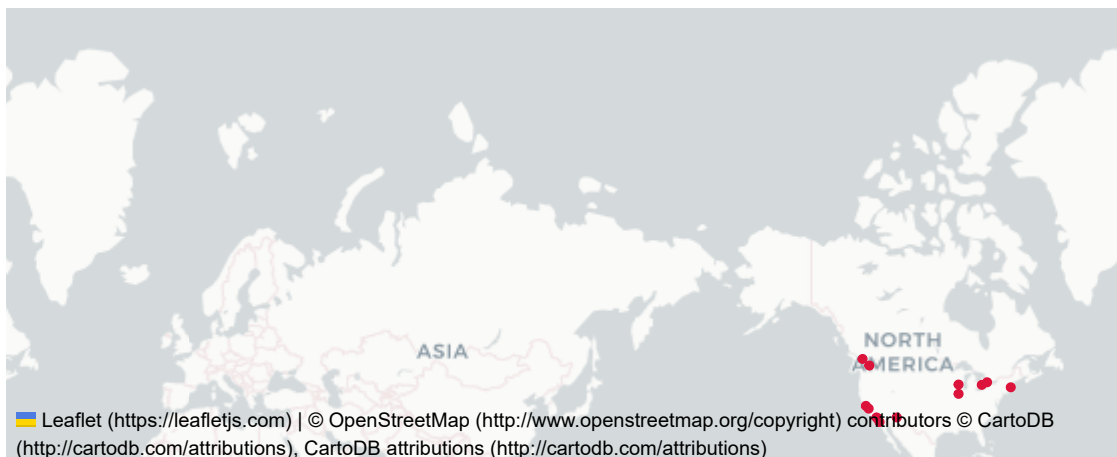 NORTH
AMERICA
ASIA
Leaflet (https://leafletjs.com) | © OpenStreetMap (http://www.openstreetmap.org/copyright) contributors © CartoDB
(http://cartodb.com/attributions), CartoDB attributions (http://cartodb.com/attributions)